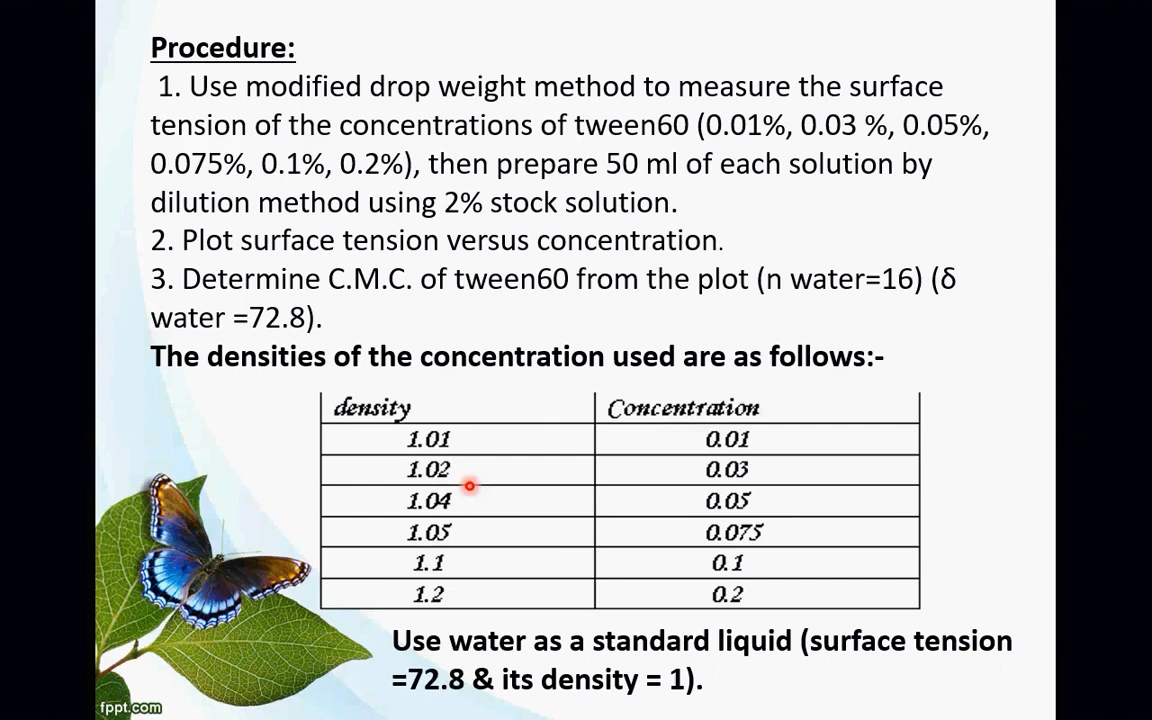 Procedure:
1. Use modified drop weight method to measure the surface
tension of the concentrations of tween60 (0.01%, 0.03 %, 0.05%,
0.075%, 0.1%, 0.2%), then prepare 50 ml of each solution by
dilution method using 2% stock solution.
2. Plot surface tension versus concentration.
3. Determine C.M.C. of tween60 from the plot (n water=16) (δ
water =72.8).
The densities of the concentration used are as follows:-
density Concentration
1.01 0.01
1.02 0.03
1.04 0.05
1.05 0.075
1.1 0.1
1.2 0.2
Use water as a standard liquid (surface tension
=72.8 & its density = 1).
fppt.com